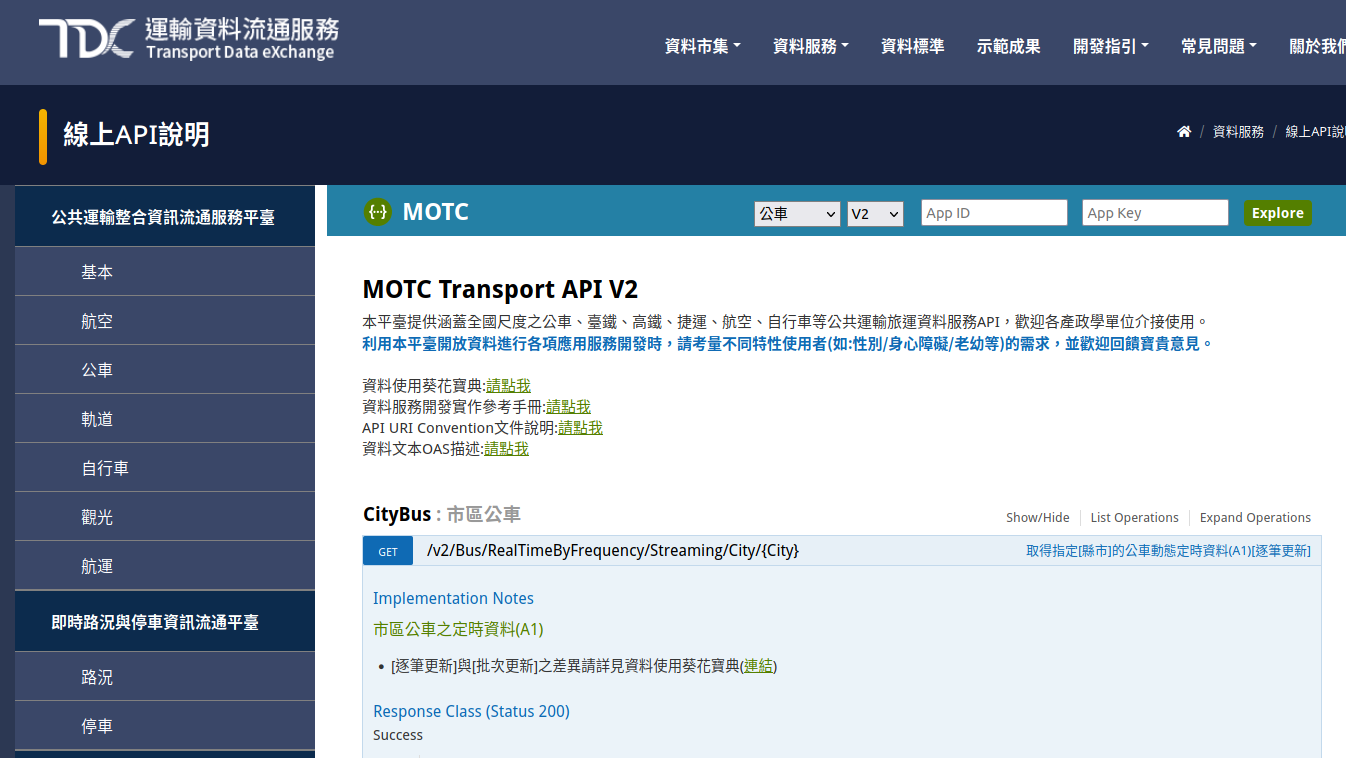 TDC 運輸資料流通服務
Transport Data eXchange
資料市集 資料服務 資料標準 示範成果 開發指引 常見問題 關於我們
線上API說明
/ 資料服務 / 線上API說明
公共運輸整合資訊流通服務平臺
基本
航空
公車
軌道
自行車
觀光
航運
即時路況與停車資訊流通平臺
路況
停車
{··} MOTC 公車 V2 App ID App Key Explore
MOTC Transport API V2
本平臺提供涵蓋全國尺度之公車、臺鐵、高鐵、捷運、航空、自行車等公共運輸旅運資料服務API，歡迎各產政學單位介接使用。
利用本平臺開放資料進行各項應用服務開發時，請考量不同特性使用者(如:性別/身心障礙/老幼等)的需求，並歡迎回饋寶貴意見。
資料使用葵花寶典:請點我
資料服務開發實作參考手冊:請點我
API URI Convention文件說明:請點我
資料文本OAS描述:請點我
CityBus : 市區公車 Show/Hide List Operations Expand Operations
GET /v2/Bus/RealTimeByFrequency/Streaming/City/{City} 取得指定[縣市]的公車動態定時資料(A1)[逐筆更新]
Implementation Notes
市區公車之定時資料(A1)
• [逐筆更新]與[批次更新]之差異請詳見資料使用葵花寶典(連結)
Response Class (Status 200)
Success